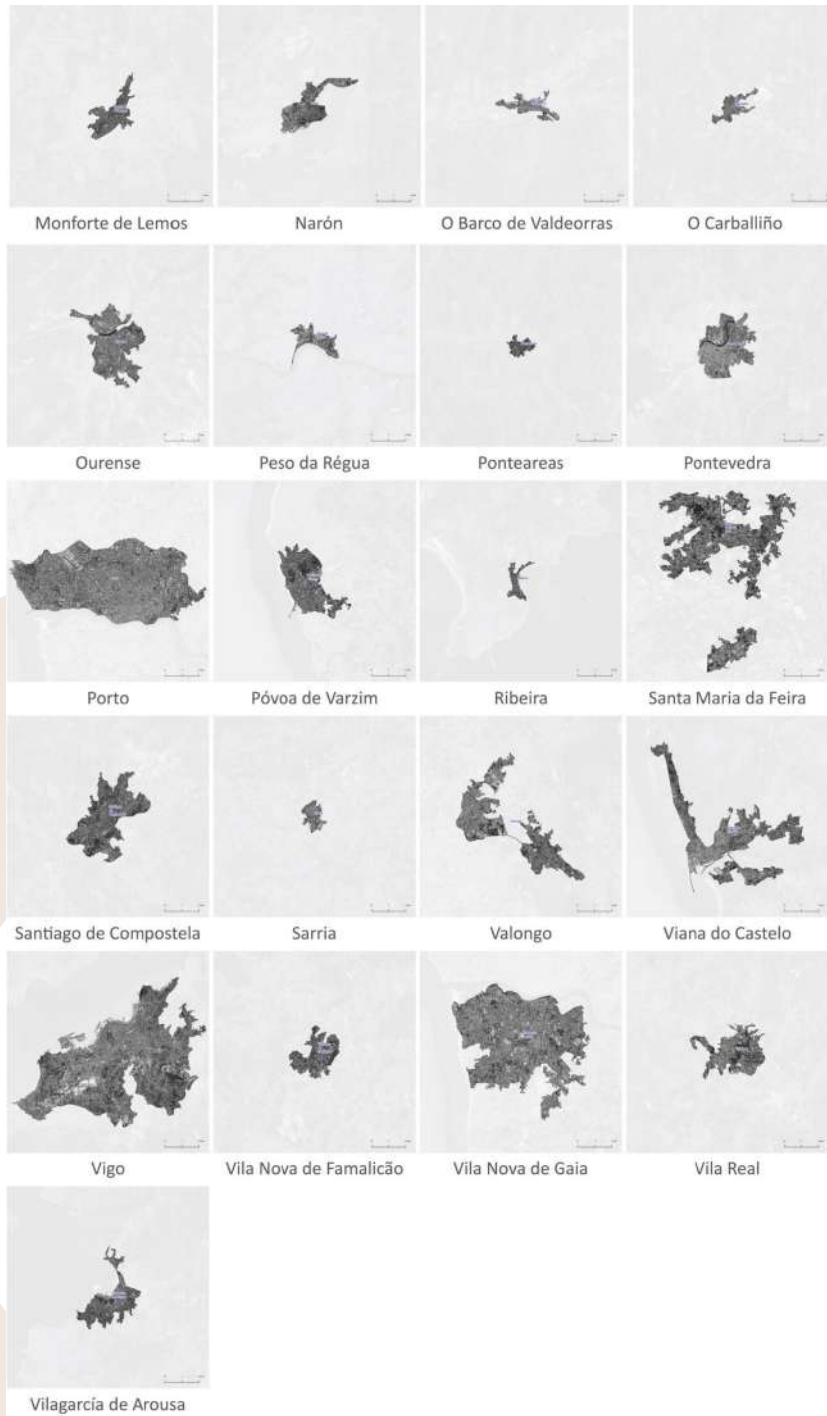 Monforte de Lemos
Narón
O Barco de Valdeorras
O Carballiño
Ourense
Peso da Régua
Ponteareas
Pontevedra
Porto
Póvoa de Varzim
Ribeira
Santa Maria da Feira
Santiago de Compostela
Sarria
Valongo
Viana do Castelo
Vigo
Vila Nova de Famalicão
Vila Nova de Gaia
Vila Real
Vilagarcía de Arousa